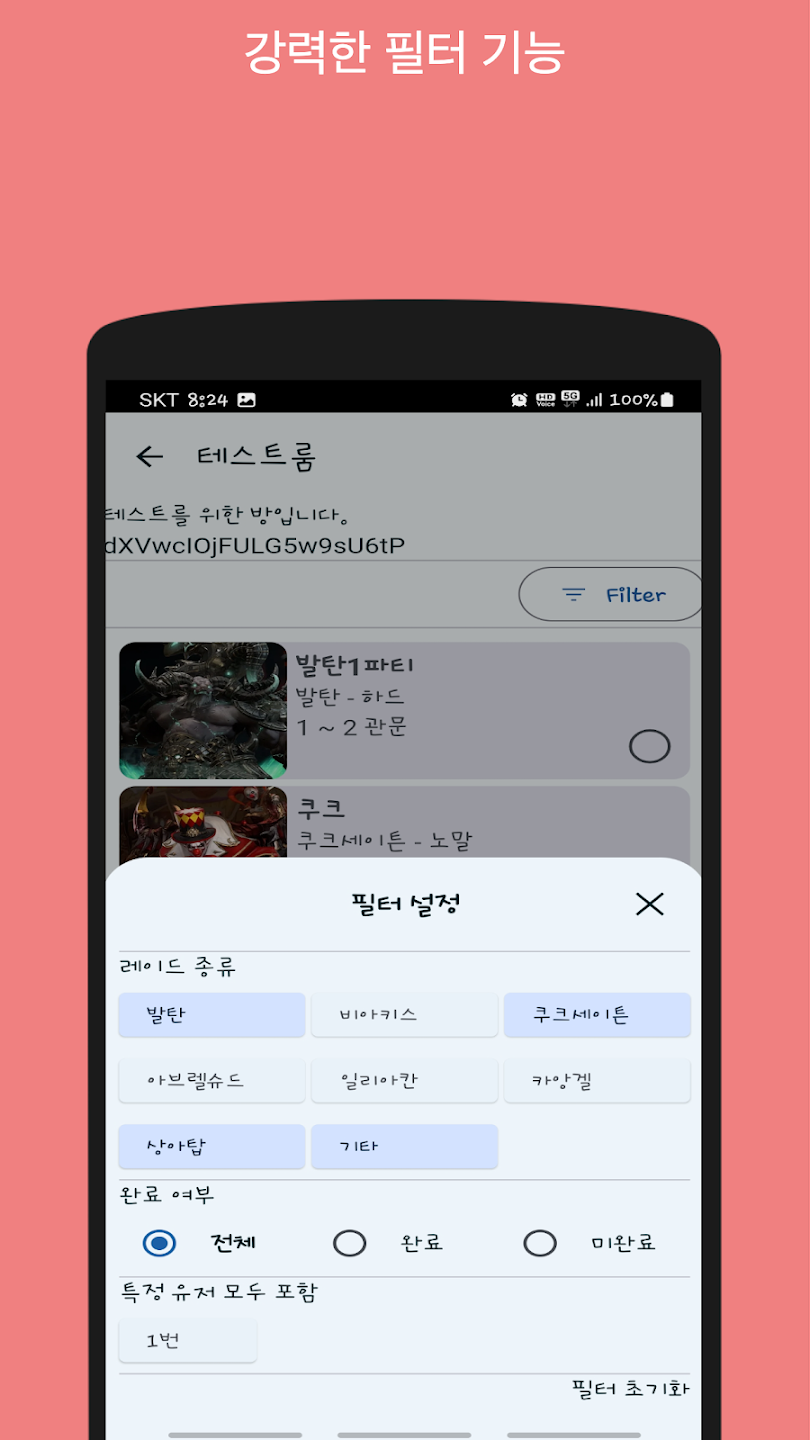 강력한 필터 기능
SKT 8:24
HD Voice 5G 100%
테스트룸
테스트를 위한 방입니다.
dXVwcIOjFULG5w9sU6tP
Filter
발탄1파티
발탄 - 하드
1 ~ 2 관문
쿠크
쿠크세이튼 - 노말
필터 설정
레이드 종류
발탄 비아키스 쿠크세이튼
아브렐슈드 일리아칸 카양겔
상아탑 기타
완료 여부
전체 완료 미완료
특정 유저 모두 포함
1번
필터 초기화